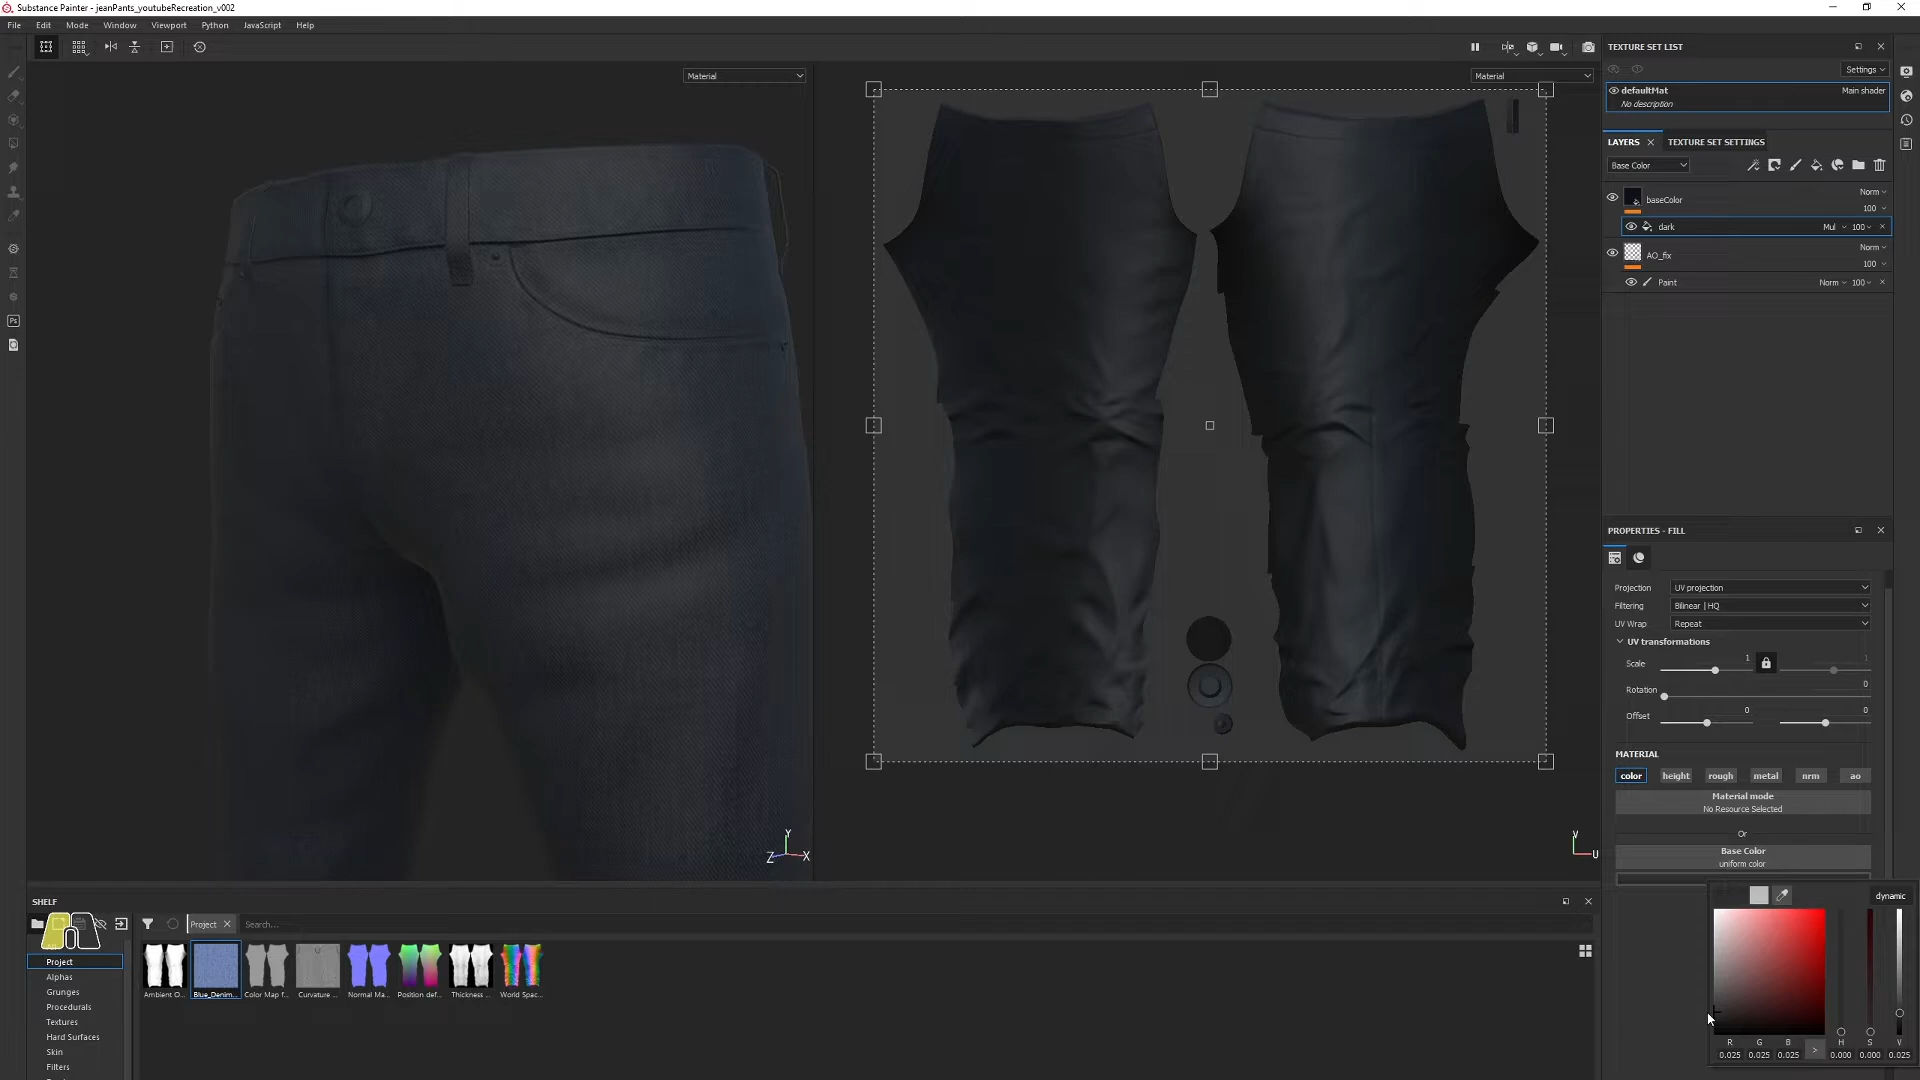 Substance Painter - jeanPants_youtubeRecreation_v002
File Edit Mode Window Viewport Python JavaScript Help
Material
Material
TEXTURE SET LIST
Settings
defaultMat Main shader
No description
LAYERS TEXTURE SET SETTINGS
Base Color
baseColor Norm
100
dark Mul 100
AO_fix Norm
100
Paint Norm 100
PROPERTIES - FILL
Projection UV projection
Filtering Bilinear | HQ
UV Wrap Repeat
UV transformations
Scale 1 1
Rotation 0
Offset 0 0
MATERIAL
color height rough metal nrm ao
Material mode
No Resource Selected
Or
Base Color
uniform color
dynamic
R G B H S V
0.025 0.025 0.025 > 0.000 0.000 0.025
Y
Z X
V
U
SHELF
Ps
Project Search...
Project
Alphas
Grunges
Procedurals
Textures
Hard Surfaces
Skin
Filters
Ambient O... Blue_Denim... Color Map f... Curvature ... Normal Ma... Position def... Thickness ... World Spac...